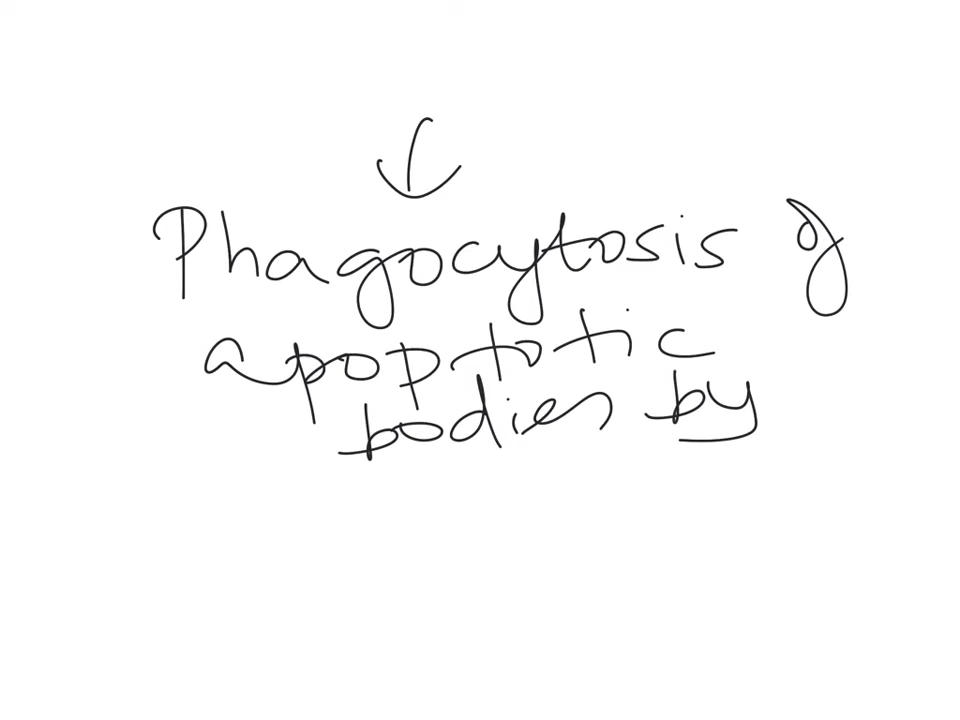 ↓
Phagocytosis of
apoptotic
bodies by